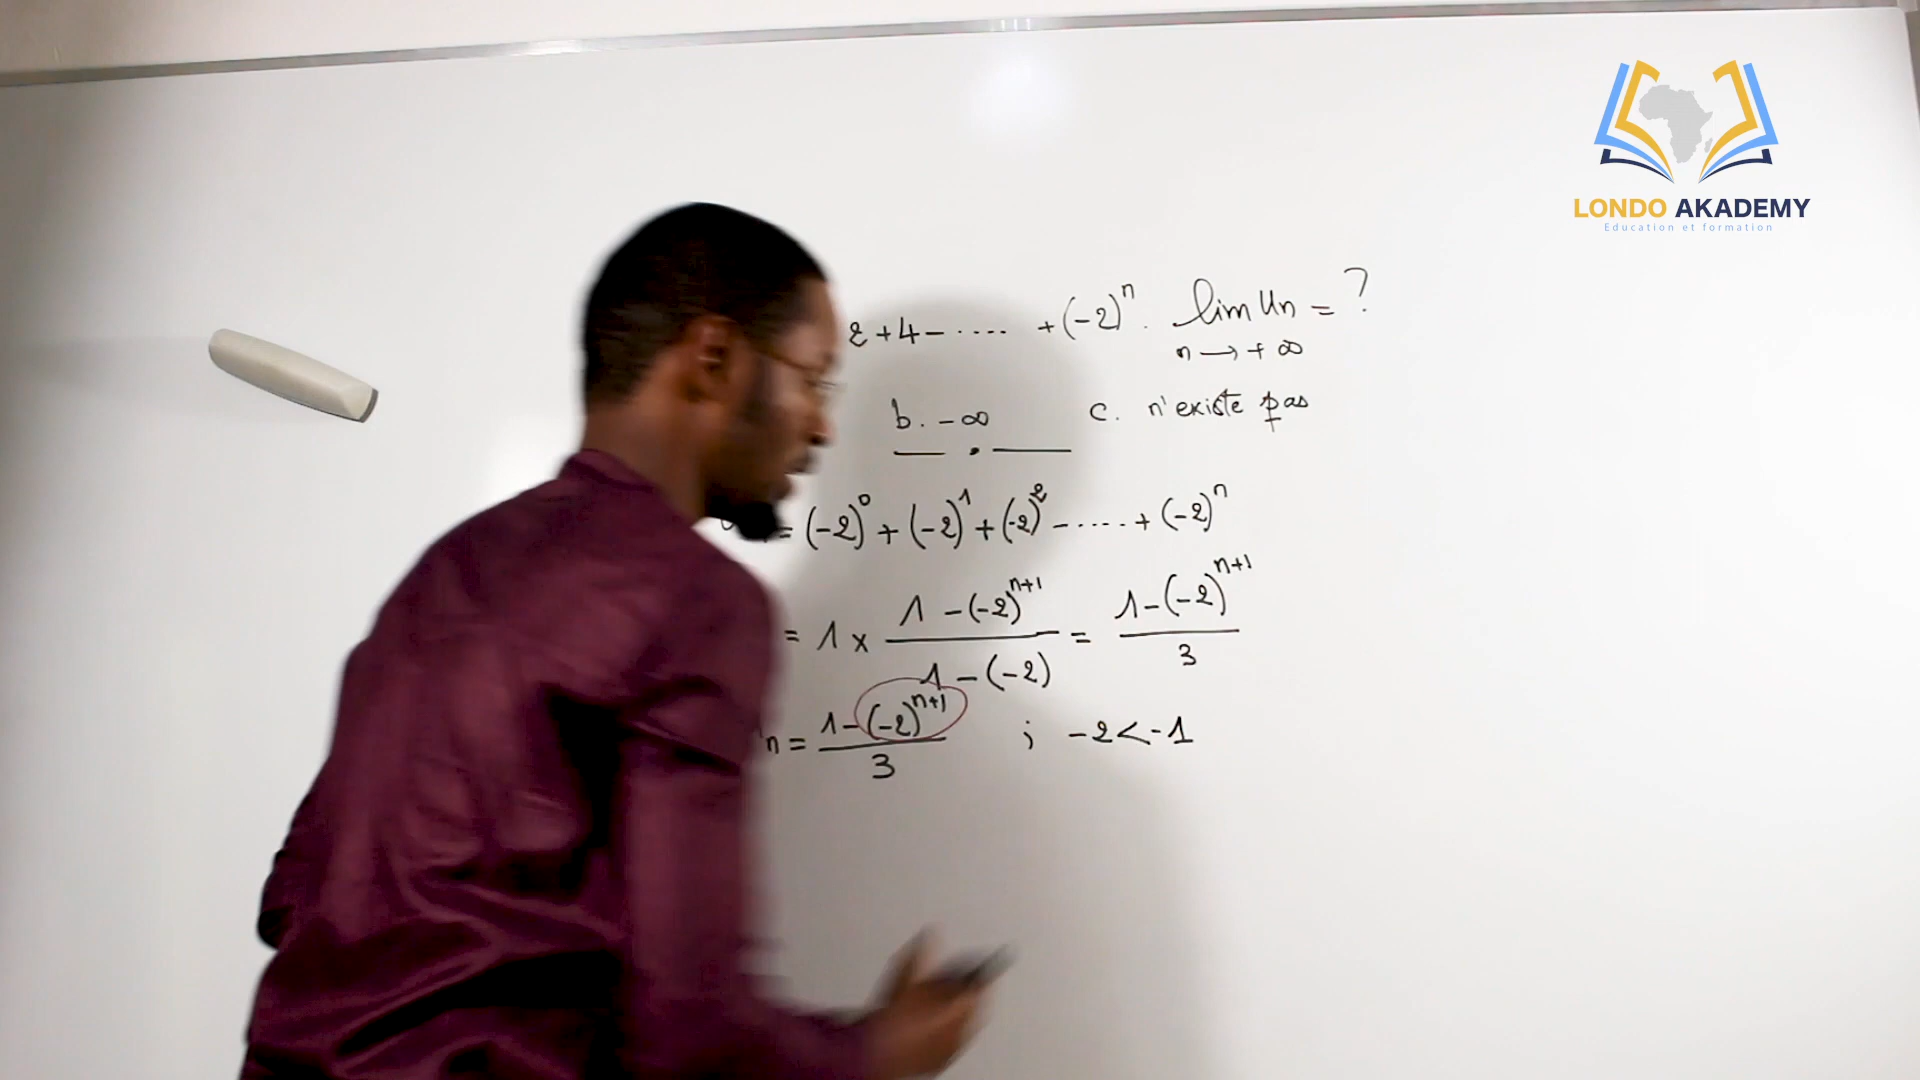 LONDO AKADEMY
Education et formation
2 + 4 - ..... + (-2)^n. lim Un = ?
n → + ∞
b. -∞ c. n'existe pas
= (-2)^0 + (-2)^1 + (-2)^2 - ..... + (-2)^n
= 1 × (1 - (-2)^(n+1)) / (1 - (-2)) = (1 - (-2)^(n+1)) / 3
n = (1 - (-2)^(n+1)) / 3 ; -2 < -1